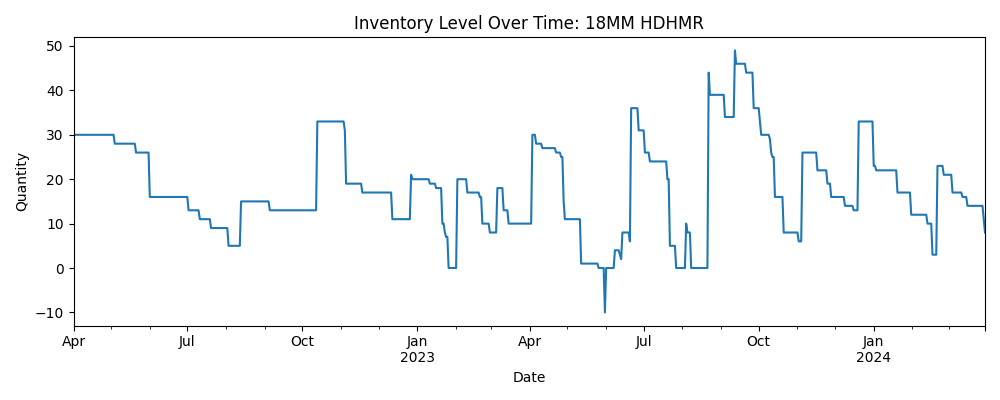 Inventory Level Over Time: 18MM HDHMR
Quantity
50
40
30
20
10
0
−10
Apr Jul Oct Jan Apr Jul Oct Jan
2023 2024
Date